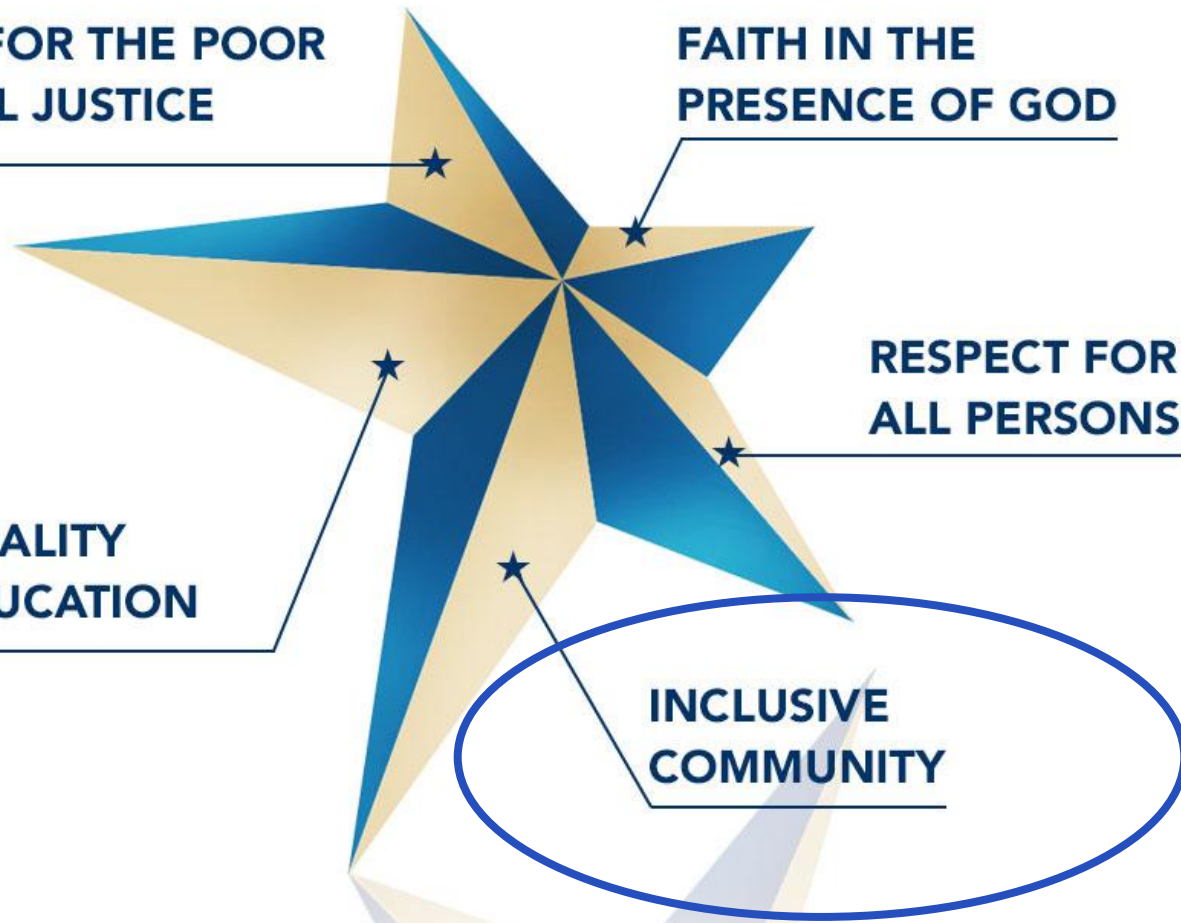 FOR THE POOR
L JUSTICE
FAITH IN THE
PRESENCE OF GOD
RESPECT FOR
ALL PERSONS
ALITY
UCATION
INCLUSIVE
COMMUNITY